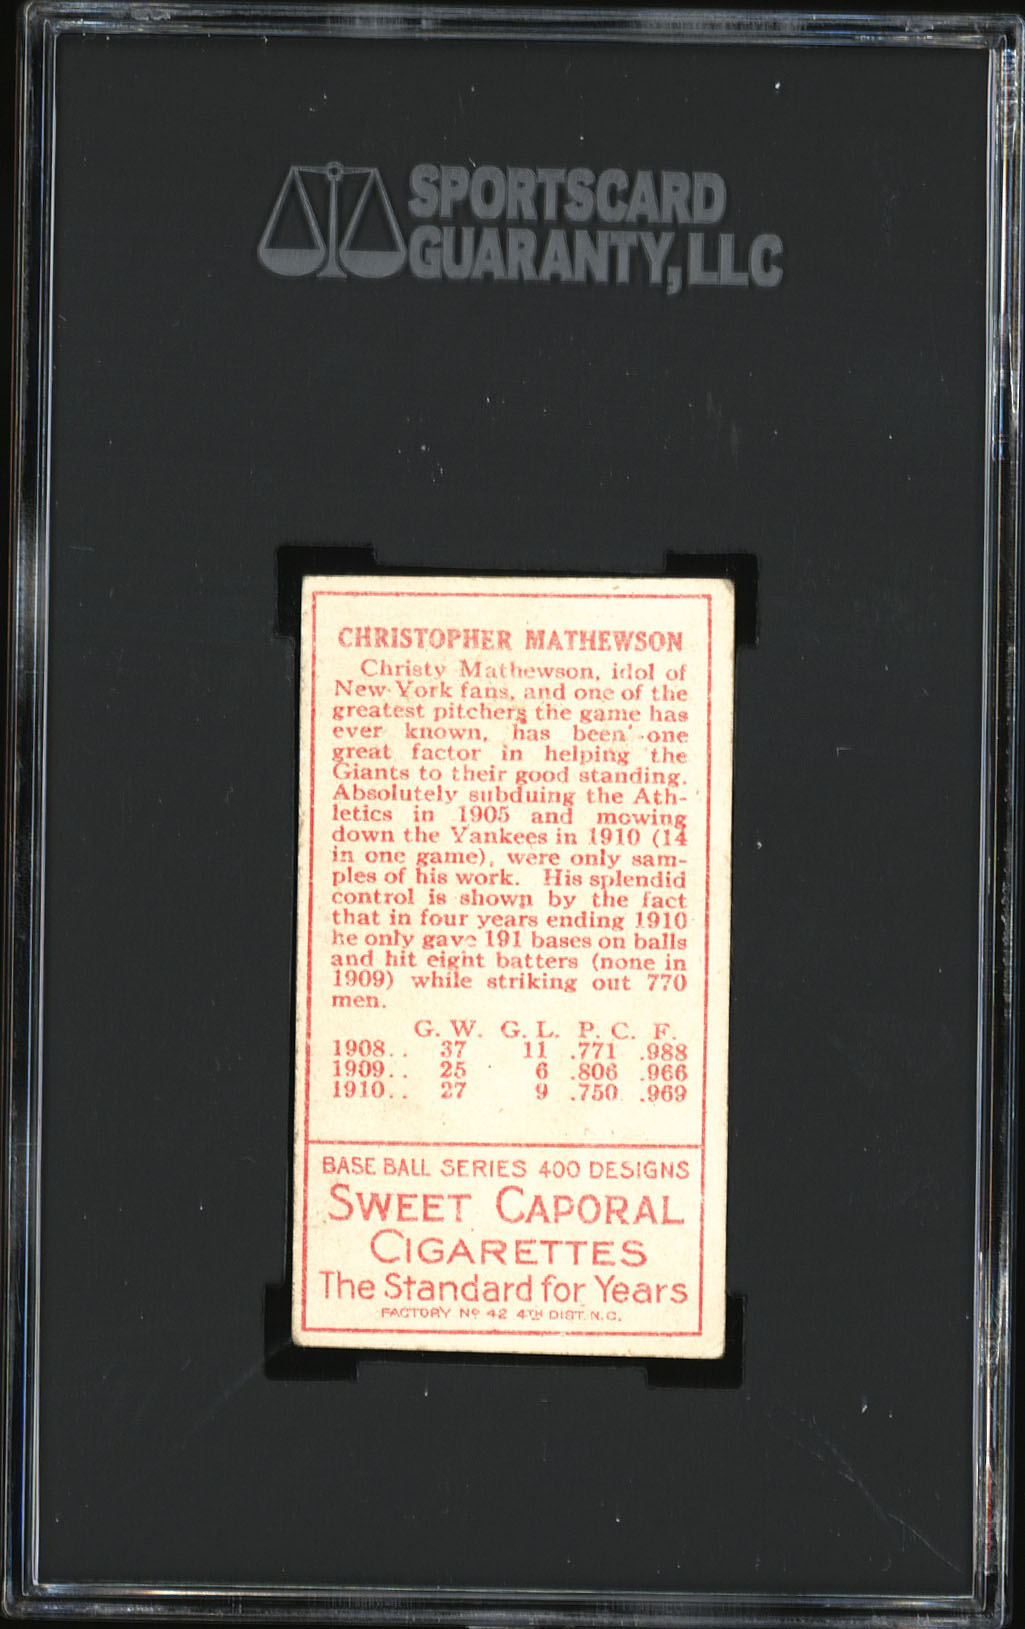 SPORTSCARD
GUARANTY, LLC
CHRISTOPHER MATHEWSON
Christy Mathewson, idol of
New York fans, and one of the
greatest pitchers the game has
ever known, has been one
great factor in helping the
Giants to their good standing.
Absolutely subduing the Ath-
letics in 1905 and mowing
down the Yankees in 1910 (14
in one game), were only sam-
ples of his work. His splendid
control is shown by the fact
that in four years ending 1910
he only gave 191 bases on balls
and hit eight batters (none in
1909) while striking out 770
men.
G. W. G. L. P. C. F.
1908.. 37 11 .771 .988
1909.. 25 6 .806 .966
1910.. 27 9 .750 .969
BASE BALL SERIES 400 DESIGNS
SWEET CAPORAL
CIGARETTES
The Standard for Years
FACTORY No 42 4TH DIST. N.C.